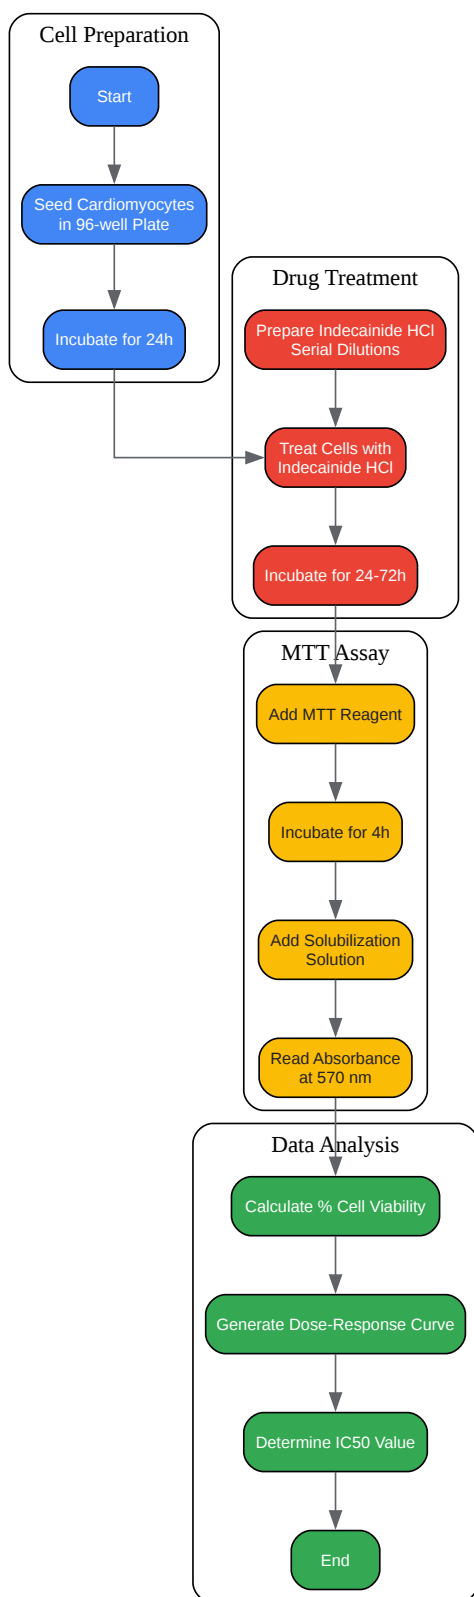 Cell Preparation
Start
Seed Cardiomyocytes
in 96-well Plate
Incubate for 24h
Drug Treatment
Prepare Indecainide HCl
Serial Dilutions
Treat Cells with
Indecainide HCl
Incubate for 24-72h
MTT Assay
Add MTT Reagent
Incubate for 4h
Add Solubilization
Solution
Read Absorbance
at 570 nm
Data Analysis
Calculate % Cell Viability
Generate Dose-Response Curve
Determine IC50 Value
End